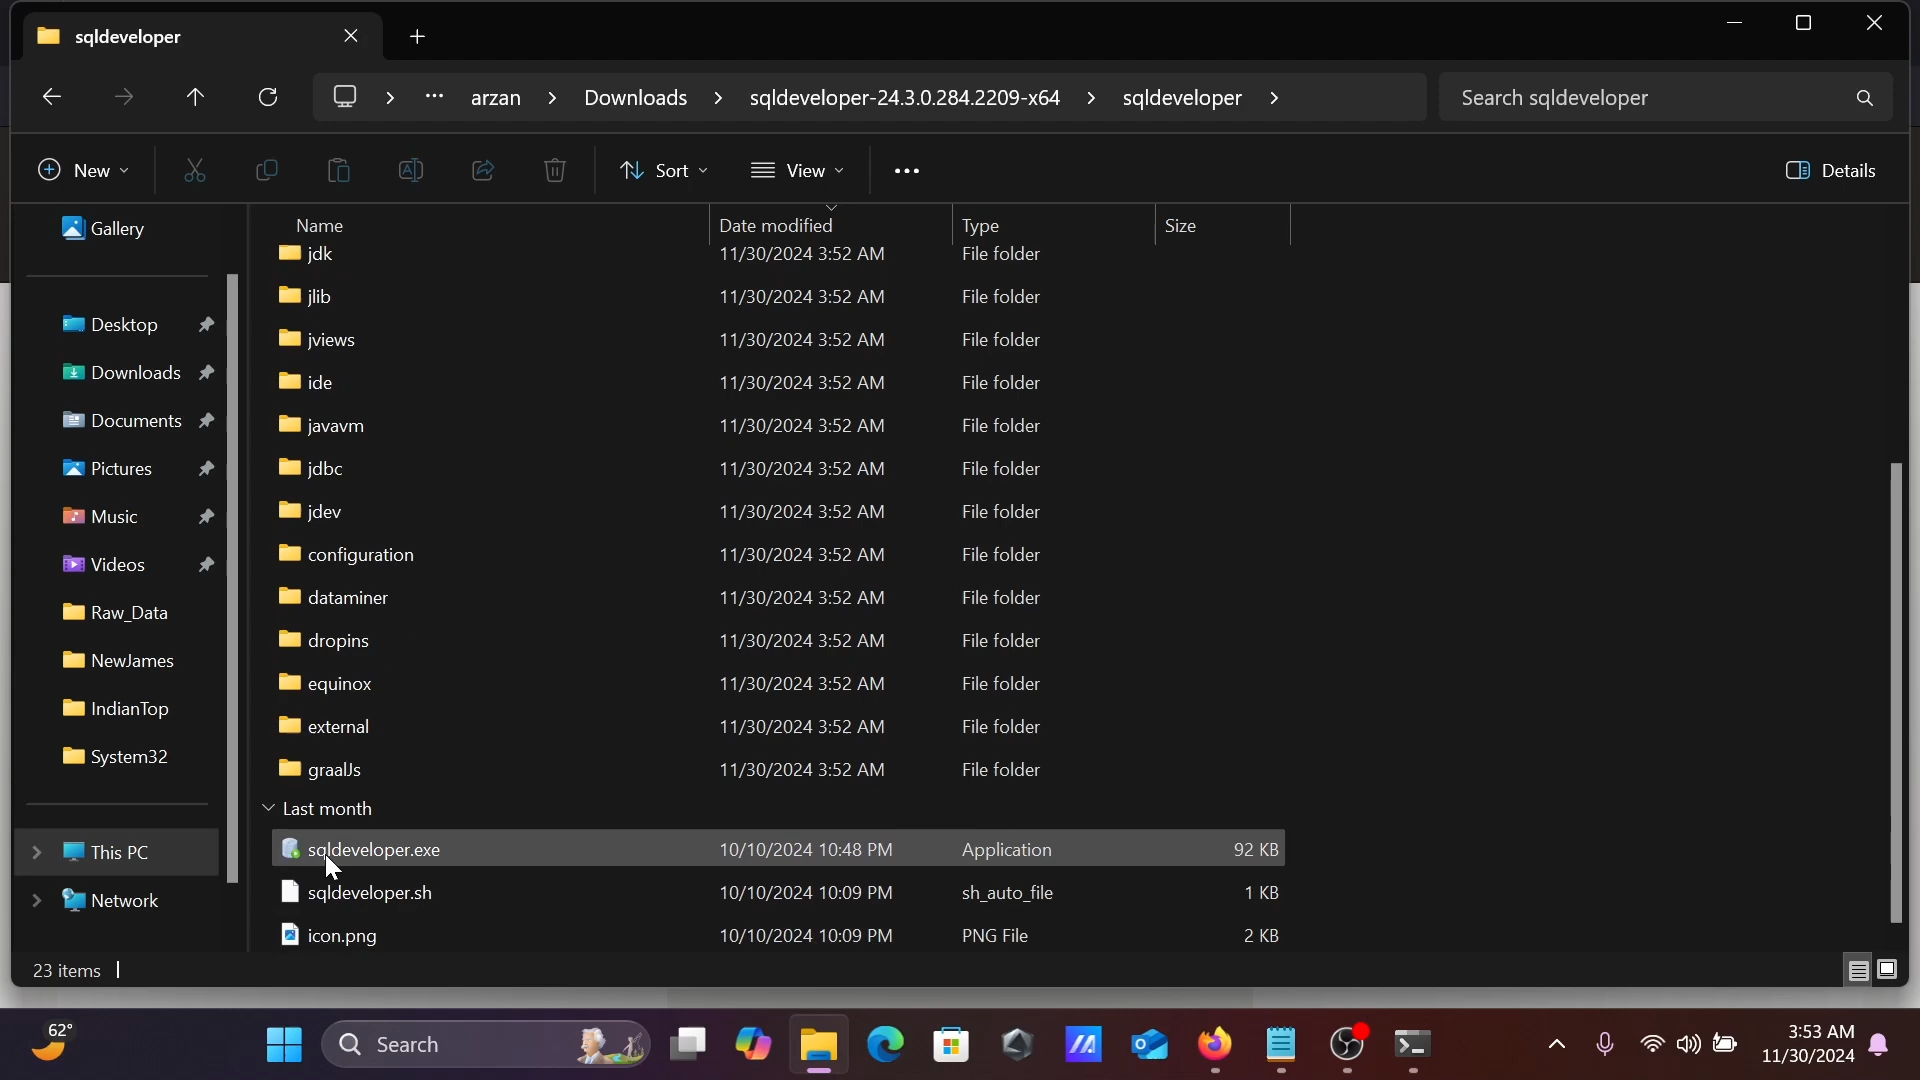 sqldeveloper
arzan Downloads sqldeveloper-24.3.0.284.2209-x64 sqldeveloper Search sqldeveloper
New Sort View Details
Name Date modified Type Size
Gallery
Desktop
Downloads
Documents
Pictures
Music
Videos
Raw_Data
NewJames
IndianTop
System32
This PC
Network
jdk 11/30/2024 3:52 AM File folder
jlib 11/30/2024 3:52 AM File folder
jviews 11/30/2024 3:52 AM File folder
ide 11/30/2024 3:52 AM File folder
javavm 11/30/2024 3:52 AM File folder
jdbc 11/30/2024 3:52 AM File folder
jdev 11/30/2024 3:52 AM File folder
configuration 11/30/2024 3:52 AM File folder
dataminer 11/30/2024 3:52 AM File folder
dropins 11/30/2024 3:52 AM File folder
equinox 11/30/2024 3:52 AM File folder
external 11/30/2024 3:52 AM File folder
graalJs 11/30/2024 3:52 AM File folder
Last month
sqldeveloper.exe 10/10/2024 10:48 PM Application 92 KB
sqldeveloper.sh 10/10/2024 10:09 PM sh_auto_file 1 KB
icon.png 10/10/2024 10:09 PM PNG File 2 KB
23 items
62°
Search
3:53 AM
11/30/2024